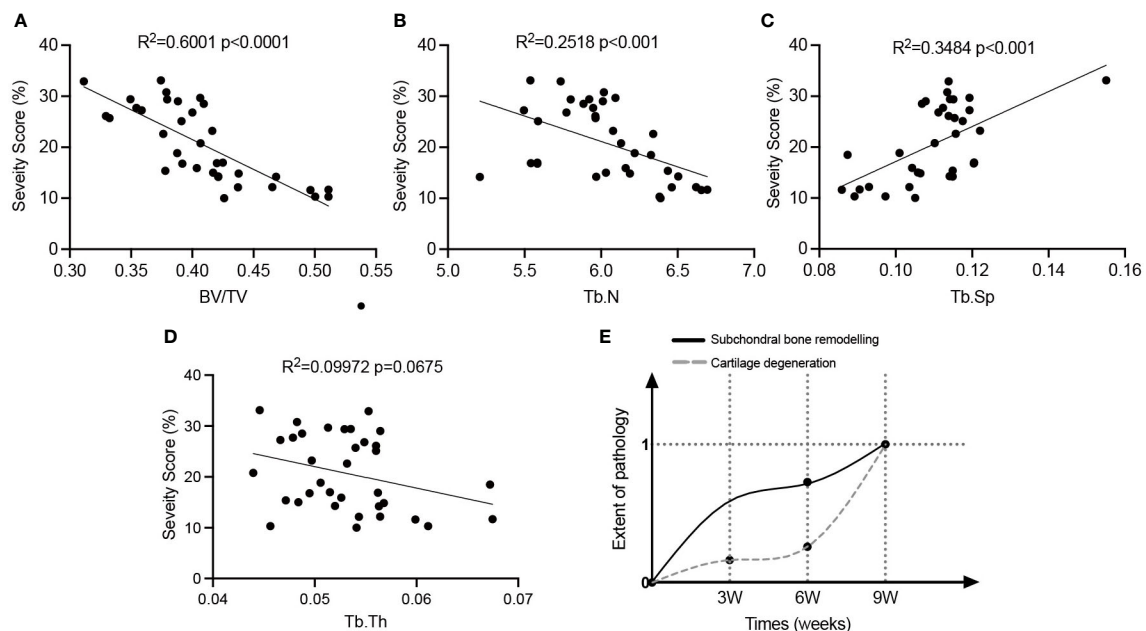 A
R²=0.6001 p<0.0001
Seveity Score (%)
40
30
20
10
0
0.30 0.35 0.40 0.45 0.50 0.55
BV/TV
B
R²=0.2518 p<0.001
Seveity Score (%)
40
30
20
10
0
5.0 5.5 6.0 6.5 7.0
Tb.N
C
R²=0.3484 p<0.001
Seveity Score (%)
40
30
20
10
0
0.08 0.10 0.12 0.14 0.16
Tb.Sp
D
R²=0.09972 p=0.0675
Seveity Score (%)
40
30
20
10
0
0.04 0.05 0.06 0.07
Tb.Th
E
Subchondral bone remodelling
Cartilage degeneration
Extent of pathology
1
0
3W 6W 9W
Times (weeks)